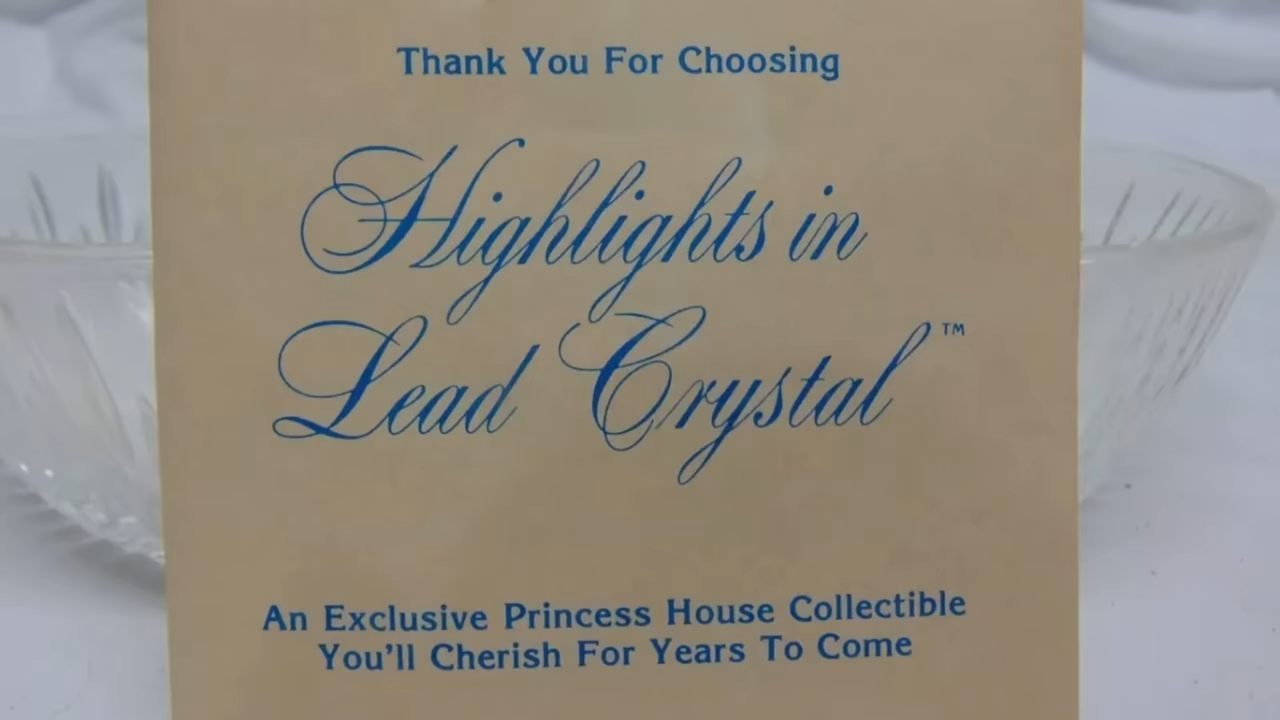 Thank You For Choosing
Highlights in
Lead Crystal™
An Exclusive Princess House Collectible
You'll Cherish For Years To Come